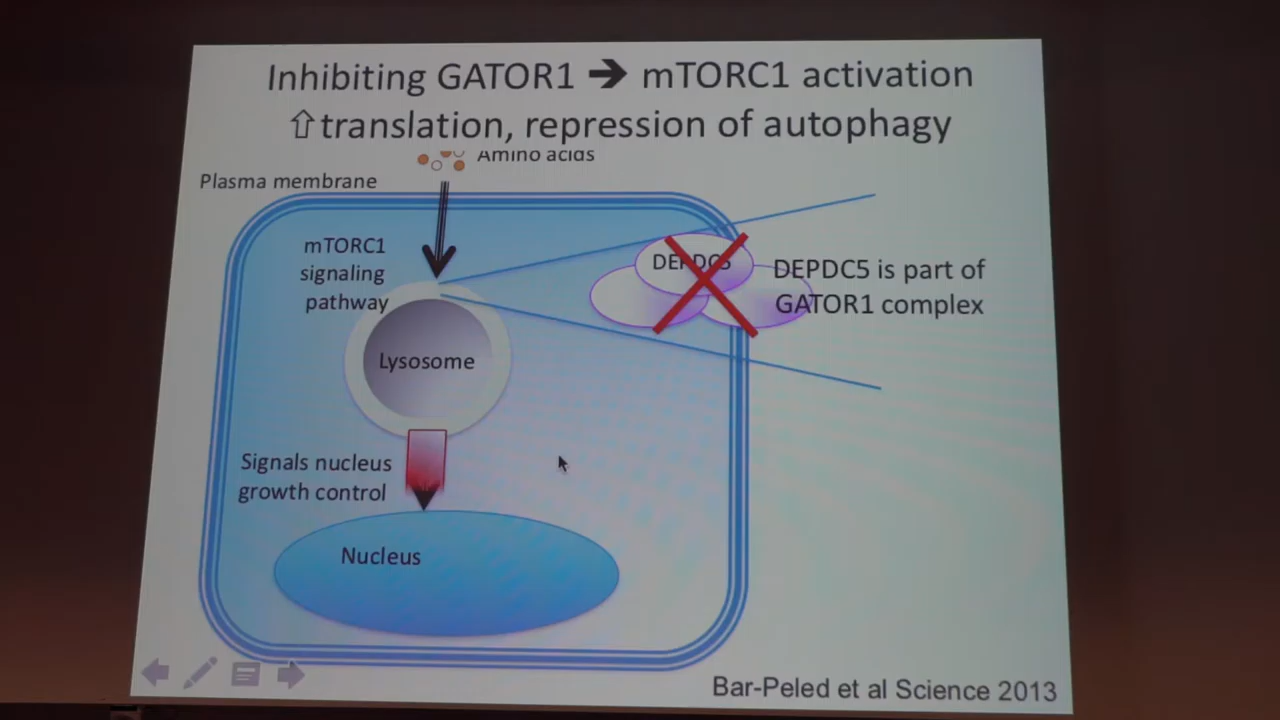 Inhibiting GATOR1 ➔ mTORC1 activation
⇧translation, repression of autophagy
Amino acids
Plasma membrane
mTORC1
signaling
pathway
DEPDC5
DEPDC5 is part of
GATOR1 complex
Lysosome
Signals nucleus
growth control
Nucleus
Bar-Peled et al Science 2013